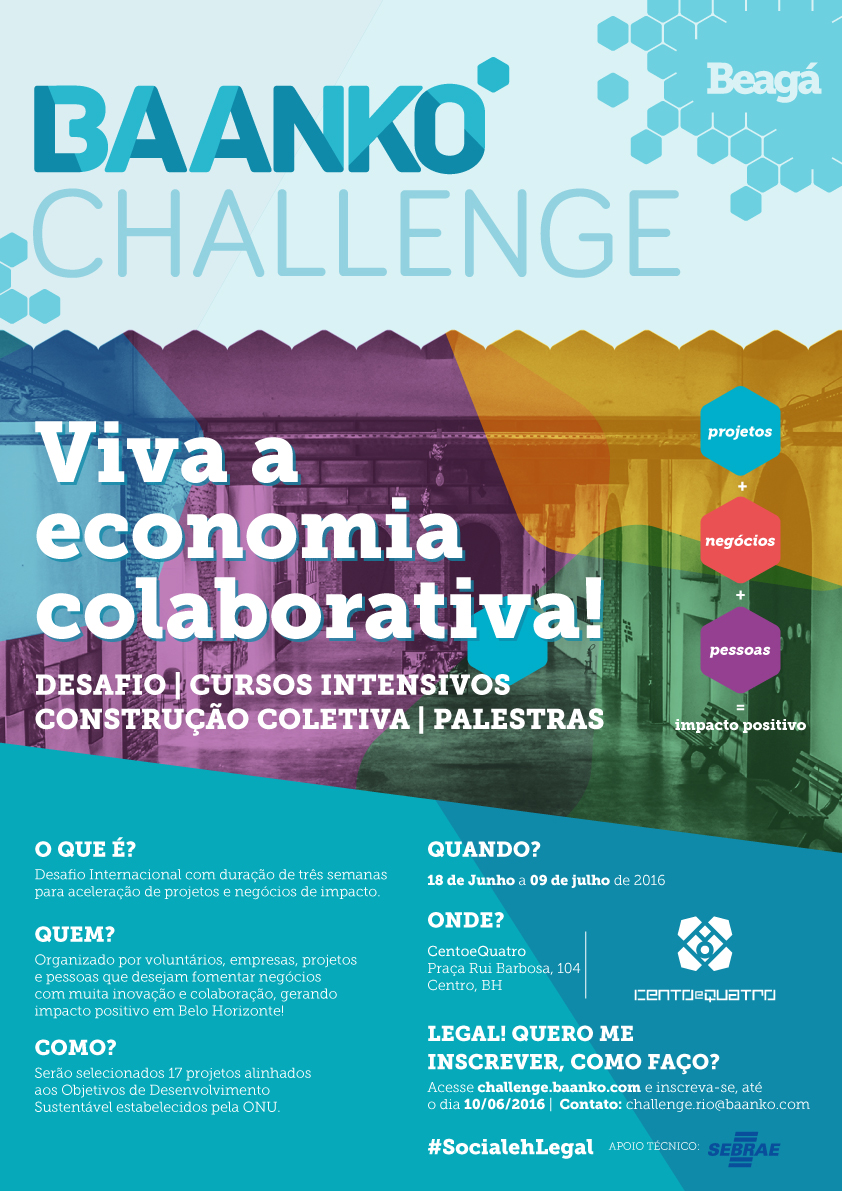 Beagá
BAANKO
CHALLENGE
Viva a
economia
colaborativa!
DESAFIO | CURSOS INTENSIVOS
CONSTRUÇÃO COLETIVA | PALESTRAS
projetos
+
negócios
+
pessoas
=
impacto positivo
O QUE É?
Desafio Internacional com duração de três semanas
para aceleração de projetos e negócios de impacto.
QUEM?
Organizado por voluntários, empresas, projetos
e pessoas que desejam fomentar negócios
com muita inovação e colaboração, gerando
impacto positivo em Belo Horizonte!
COMO?
Serão selecionados 17 projetos alinhados
aos Objetivos de Desenvolvimento
Sustentável estabelecidos pela ONU.
QUANDO?
18 de Junho a 09 de julho de 2016
ONDE?
CentoeQuatro
Praça Rui Barbosa, 104
Centro, BH
CENTOeQUATRO
LEGAL! QUERO ME
INSCREVER, COMO FAÇO?
Acesse challenge.baanko.com e inscreva-se, até
o dia 10/06/2016 | Contato: challenge.rio@baanko.com
#SocialehLegal
APOIO TÉCNICO:
SEBRAE